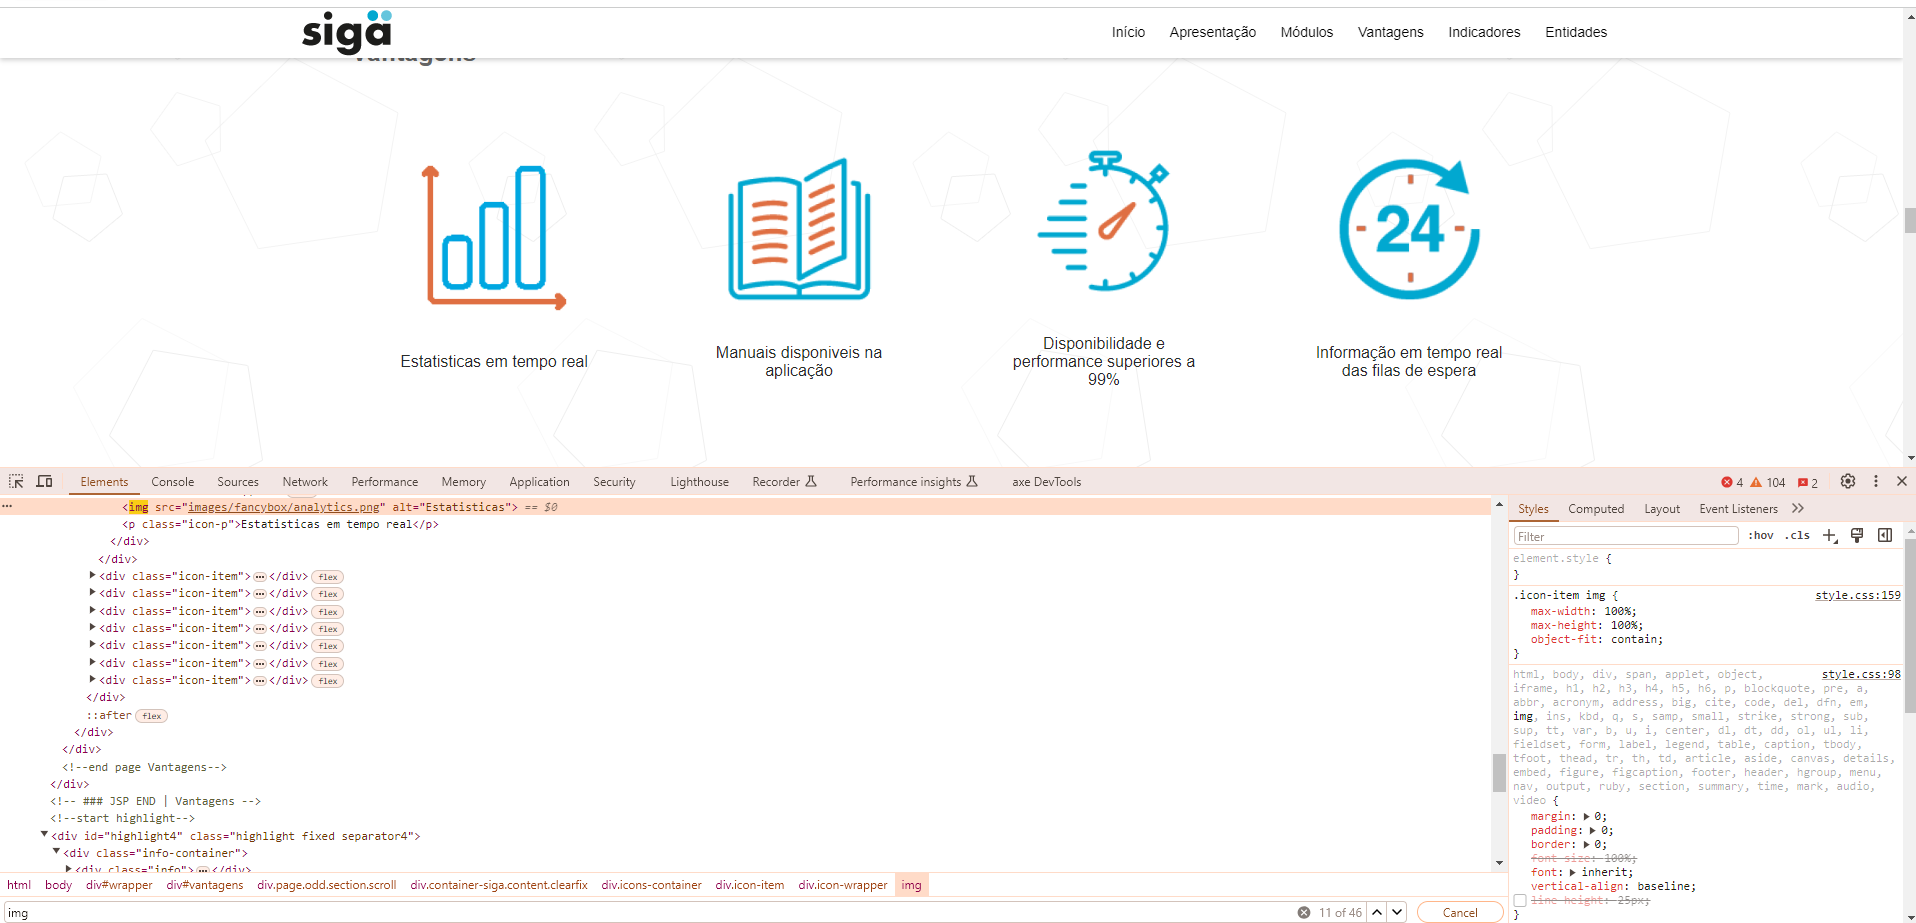 sigä
Início Apresentação Módulos Vantagens Indicadores Entidades
Vantagens
24
Estatisticas em tempo real
Manuais disponiveis na
aplicação
Disponibilidade e
performance superiores a
99%
Informação em tempo real
das filas de espera
Elements Console Sources Network Performance Memory Application Security Lighthouse Recorder Performance insights axe DevTools 4 104 2
<img src="images/fancybox/analytics.png" alt="Estatisticas"> == $0
<p class="icon-p">Estatisticas em tempo real</p>
</div>
</div>
<div class="icon-item"> ⋯ </div> flex
<div class="icon-item"> ⋯ </div> flex
<div class="icon-item"> ⋯ </div> flex
<div class="icon-item"> ⋯ </div> flex
<div class="icon-item"> ⋯ </div> flex
<div class="icon-item"> ⋯ </div> flex
<div class="icon-item"> ⋯ </div> flex
</div>
::after flex
</div>
</div>
<!--end page Vantagens-->
</div>
<!-- ### JSP END | Vantagens -->
<!--start highlight-->
<div id="highlight4" class="highlight fixed separator4">
<div class="info-container">
<div class="info"> ⋯ </div>
html body div#wrapper div#vantagens div.page.odd.section.scroll div.container-siga.content.clearfix div.icons-container div.icon-item div.icon-wrapper img
img 11 of 46 Cancel
Styles Computed Layout Event Listeners
Filter :hov .cls
element.style {
}
.icon-item img { style.css:159
max-width: 100%;
max-height: 100%;
object-fit: contain;
}
html, body, div, span, applet, object, style.css:98
iframe, h1, h2, h3, h4, h5, h6, p, blockquote, pre, a,
abbr, acronym, address, big, cite, code, del, dfn, em,
img, ins, kbd, q, s, samp, small, strike, strong, sub,
sup, tt, var, b, u, i, center, dl, dt, dd, ol, ul, li,
fieldset, form, label, legend, table, caption, tbody,
tfoot, thead, tr, th, td, article, aside, canvas, details,
embed, figure, figcaption, footer, header, hgroup, menu,
nav, output, ruby, section, summary, time, mark, audio,
video {
margin: 0;
padding: 0;
border: 0;
font-size: 100%;
font: inherit;
vertical-align: baseline;
line-height: 25px;
}